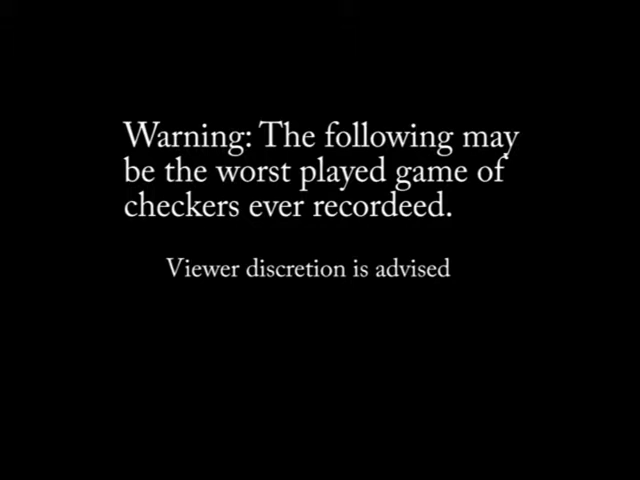 Warning: The following may
be the worst played game of
checkers ever recordeed.
Viewer discretion is advised